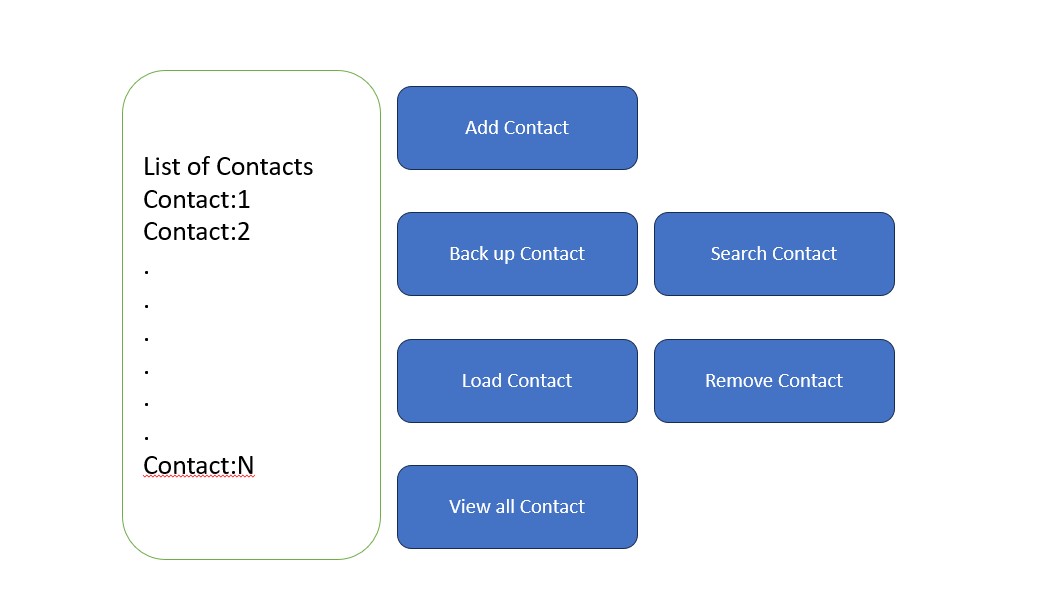 List of Contacts
Contact:1
Contact:2
.
.
.
.
.
.
Contact:N
Add Contact
Back up Contact
Search Contact
Load Contact
Remove Contact
View all Contact